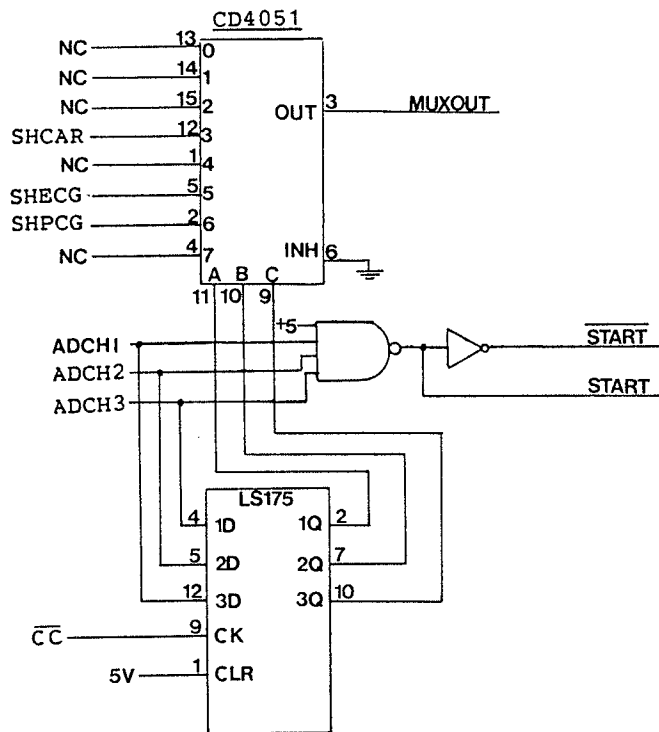 CD4051
NC 13 0
NC 14 1
NC 15 2
SHCAR 12 3
NC 1 4
SHECG 5 5
SHPCG 2 6
NC 4 7
OUT 3 MUXOUT
INH 6
A B C
11 10 9
+5
ADCH1
ADCH2
ADCH3
START
START
LS175
4 1D 1Q 2
5 2D 2Q 7
12 3D 3Q 10
CC 9 CK
5V 1 CLR